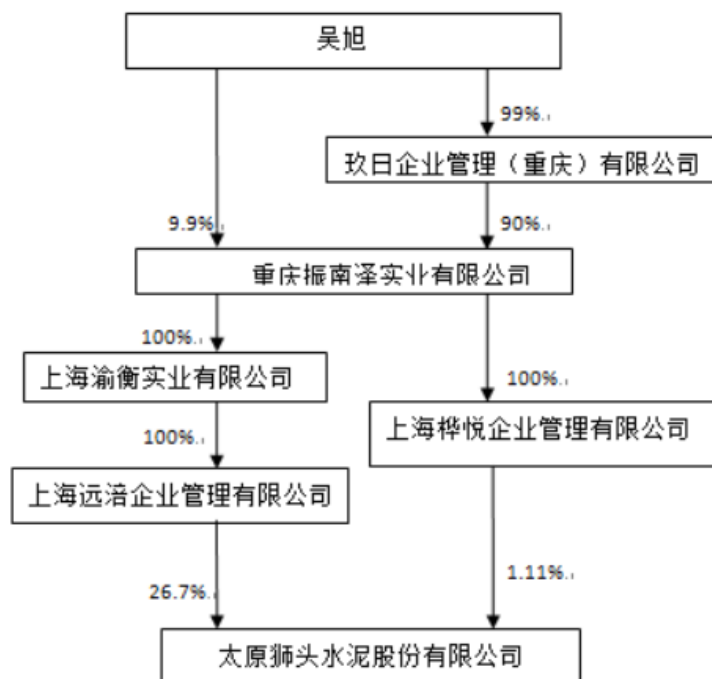 吴旭
99%
玖日企业管理（重庆）有限公司
9.9%
90%
重庆振南泽实业有限公司
100%
上海渝衡实业有限公司
100%
100%
上海桦悦企业管理有限公司
上海远涪企业管理有限公司
26.7%
1.11%
太原狮头水泥股份有限公司